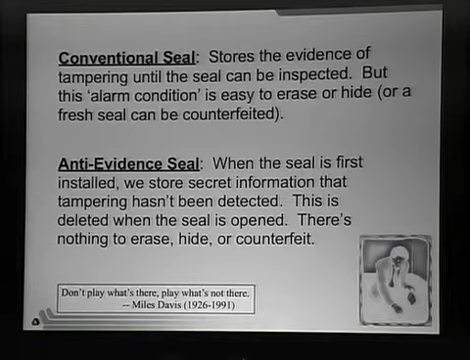 Conventional Seal:  Stores the evidence of
tampering until the seal can be inspected.  But
this 'alarm condition' is easy to erase or hide (or a
fresh seal can be counterfeited).
Anti-Evidence Seal:  When the seal is first
installed, we store secret information that
tampering hasn't been detected.  This is
deleted when the seal is opened.  There's
nothing to erase, hide, or counterfeit.
Don't play what's there, play what's not there.
-- Miles Davis (1926-1991)